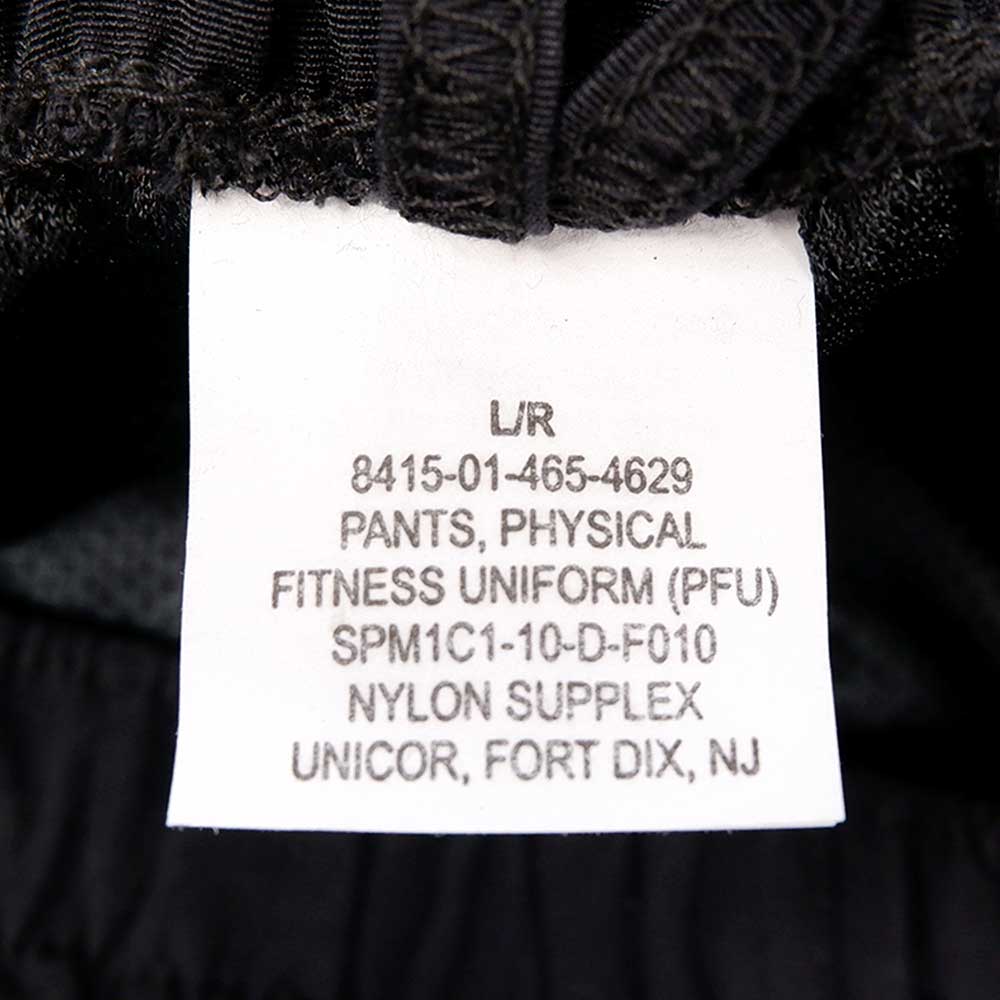 L/R
8415-01-465-4629
PANTS, PHYSICAL
FITNESS UNIFORM (PFU)
SPM1C1-10-D-F010
NYLON SUPPLEX
UNICOR, FORT DIX, NJ